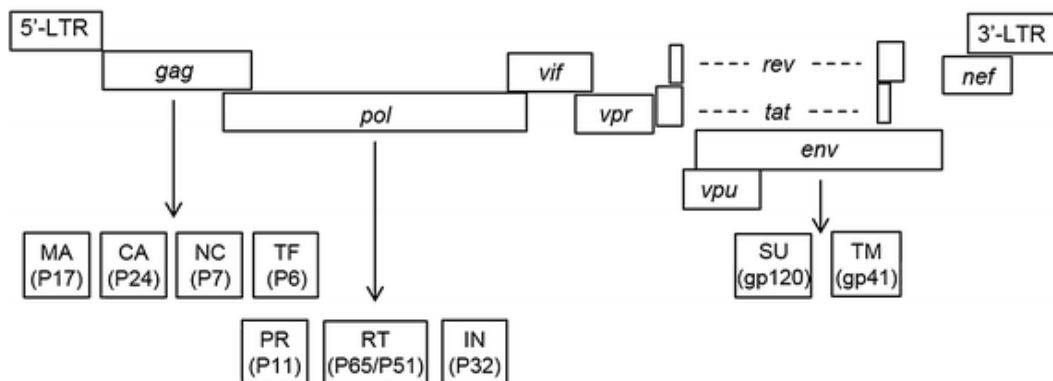 5'-LTR
3'-LTR
gag
vif
rev
nef
pol
vpr
tat
env
vpu
MA
(P17)
CA
(P24)
NC
(P7)
TF
(P6)
SU
(gp120)
TM
(gp41)
PR
(P11)
RT
(P65/P51)
IN
(P32)